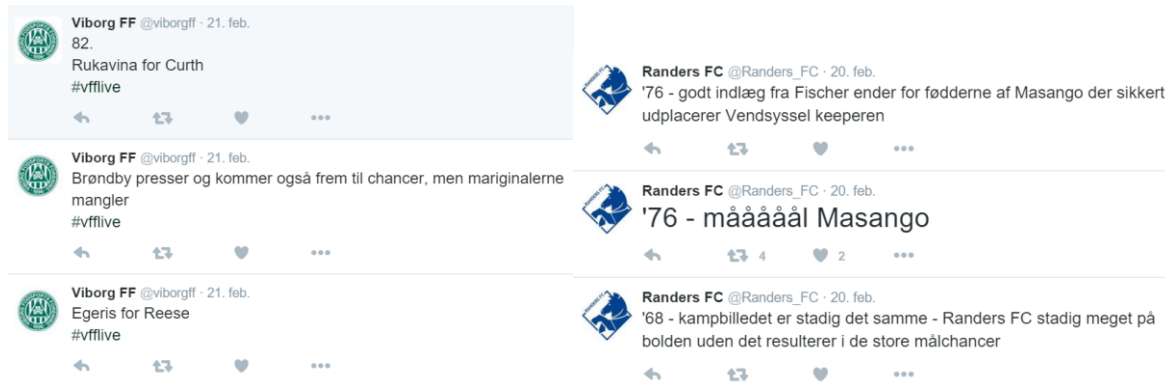 Viborg FF @viborgff · 21. feb.
82.
Rukavina for Curth
#vfflive
Viborg FF @viborgff · 21. feb.
Brøndby presser og kommer også frem til chancer, men mariginalerne
mangler
#vfflive
Viborg FF @viborgff · 21. feb.
Egeris for Reese
#vfflive
Randers FC @Randers_FC · 20. feb.
'76 - godt indlæg fra Fischer ender for fødderne af Masango der sikkert
udplacerer Vendsyssel keeperen
Randers FC @Randers_FC · 20. feb.
'76 - mååååål Masango
4 2
Randers FC @Randers_FC · 20. feb.
'68 - kampbilledet er stadig det samme - Randers FC stadig meget på
bolden uden det resulterer i de store målchancer